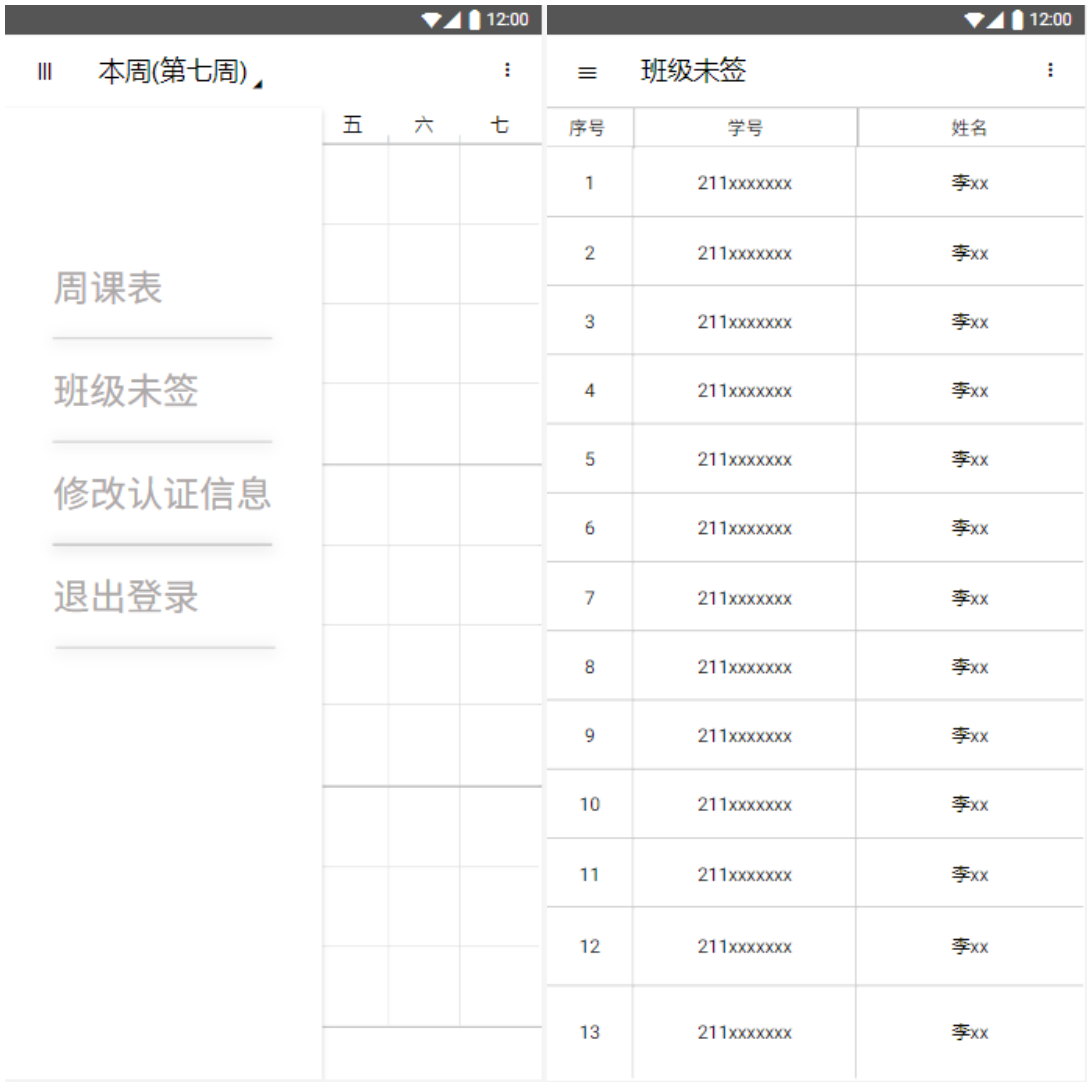 12:00
本周(第七周)
五 六 七
周课表
班级未签
修改认证信息
退出登录
12:00
班级未签
序号 学号 姓名
1 211xxxxxxx 李xx
2 211xxxxxxx 李xx
3 211xxxxxxx 李xx
4 211xxxxxxx 李xx
5 211xxxxxxx 李xx
6 211xxxxxxx 李xx
7 211xxxxxxx 李xx
8 211xxxxxxx 李xx
9 211xxxxxxx 李xx
10 211xxxxxxx 李xx
11 211xxxxxxx 李xx
12 211xxxxxxx 李xx
13 211xxxxxxx 李xx